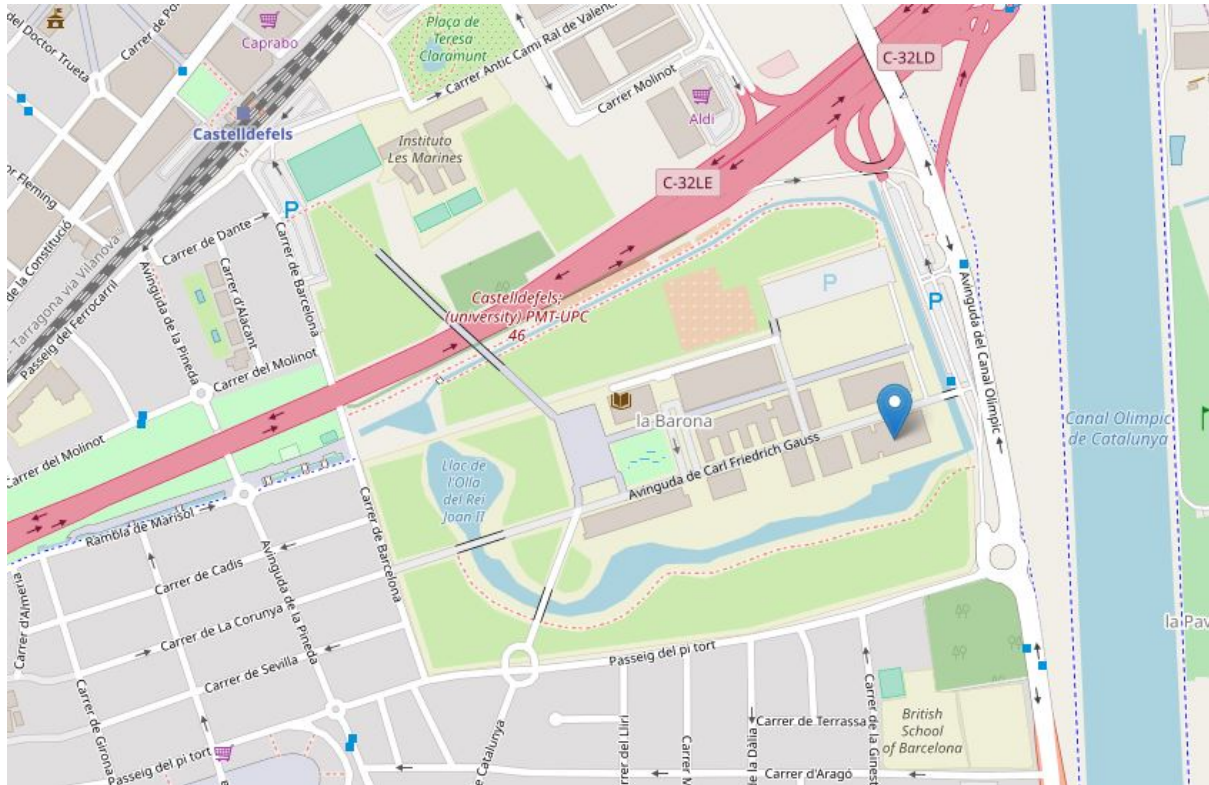 Plaça de
Teresa
Claramunt
Caprabo
del Doctor Trueta
Carrer de
Carrer Antic Cami Ral de Valenc
C-32LD
Carrer Molinot
Aldi
Castelldefels
Instituto
Les Marines
C-32LE
or Fleming
de la Constitució
P
Carrer de Dante
Carrer de Barcelona
Tarragona via Vilanova
Passeig del Ferrocarril
Avinguda de la Pineda
Carrer d'Alacant
Castelldefels:
(university) PMT-UPC
46
P
P
Avinguda del Canal Olímpic
Carrer del Molinot
la Barona
Canal Olímpic
de Catalunya
Carrer del Molinot
Llac de
l'Olla
del Rei
Joan II
Avinguda de Carl Friedrich Gauss
Rambla de Marisol
Carrer de Barcelona
Carrer de Cadis
Avinguda de la Pineda
Carrer d'Almeria
Carrer de La Corunya
la Pav
Carrer de Sevilla
Passeig del pi tort
Carrer de Girona
Passeig del pi tort
de Catalunya
rrer del Lliri
Carrer M
de la Dàlia
Carrer de Terrassa
Carrer de la Ginest
British
School
of Barcelona
Carrer d'Aragó